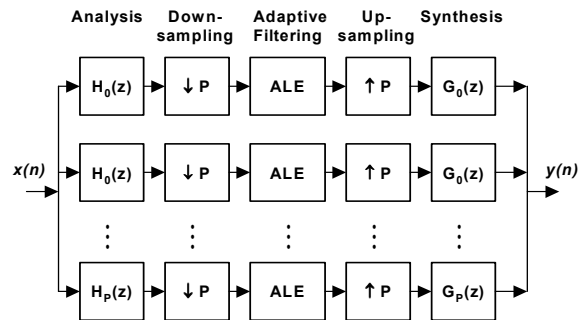 Analysis Down-sampling Adaptive Filtering Up-sampling Synthesis
H0(z) ↓ P ALE ↑ P G0(z)
x(n) H0(z) ↓ P ALE ↑ P G0(z) y(n)
⋮ ⋮ ⋮ ⋮ ⋮
HP(z) ↓ P ALE ↑ P GP(z)